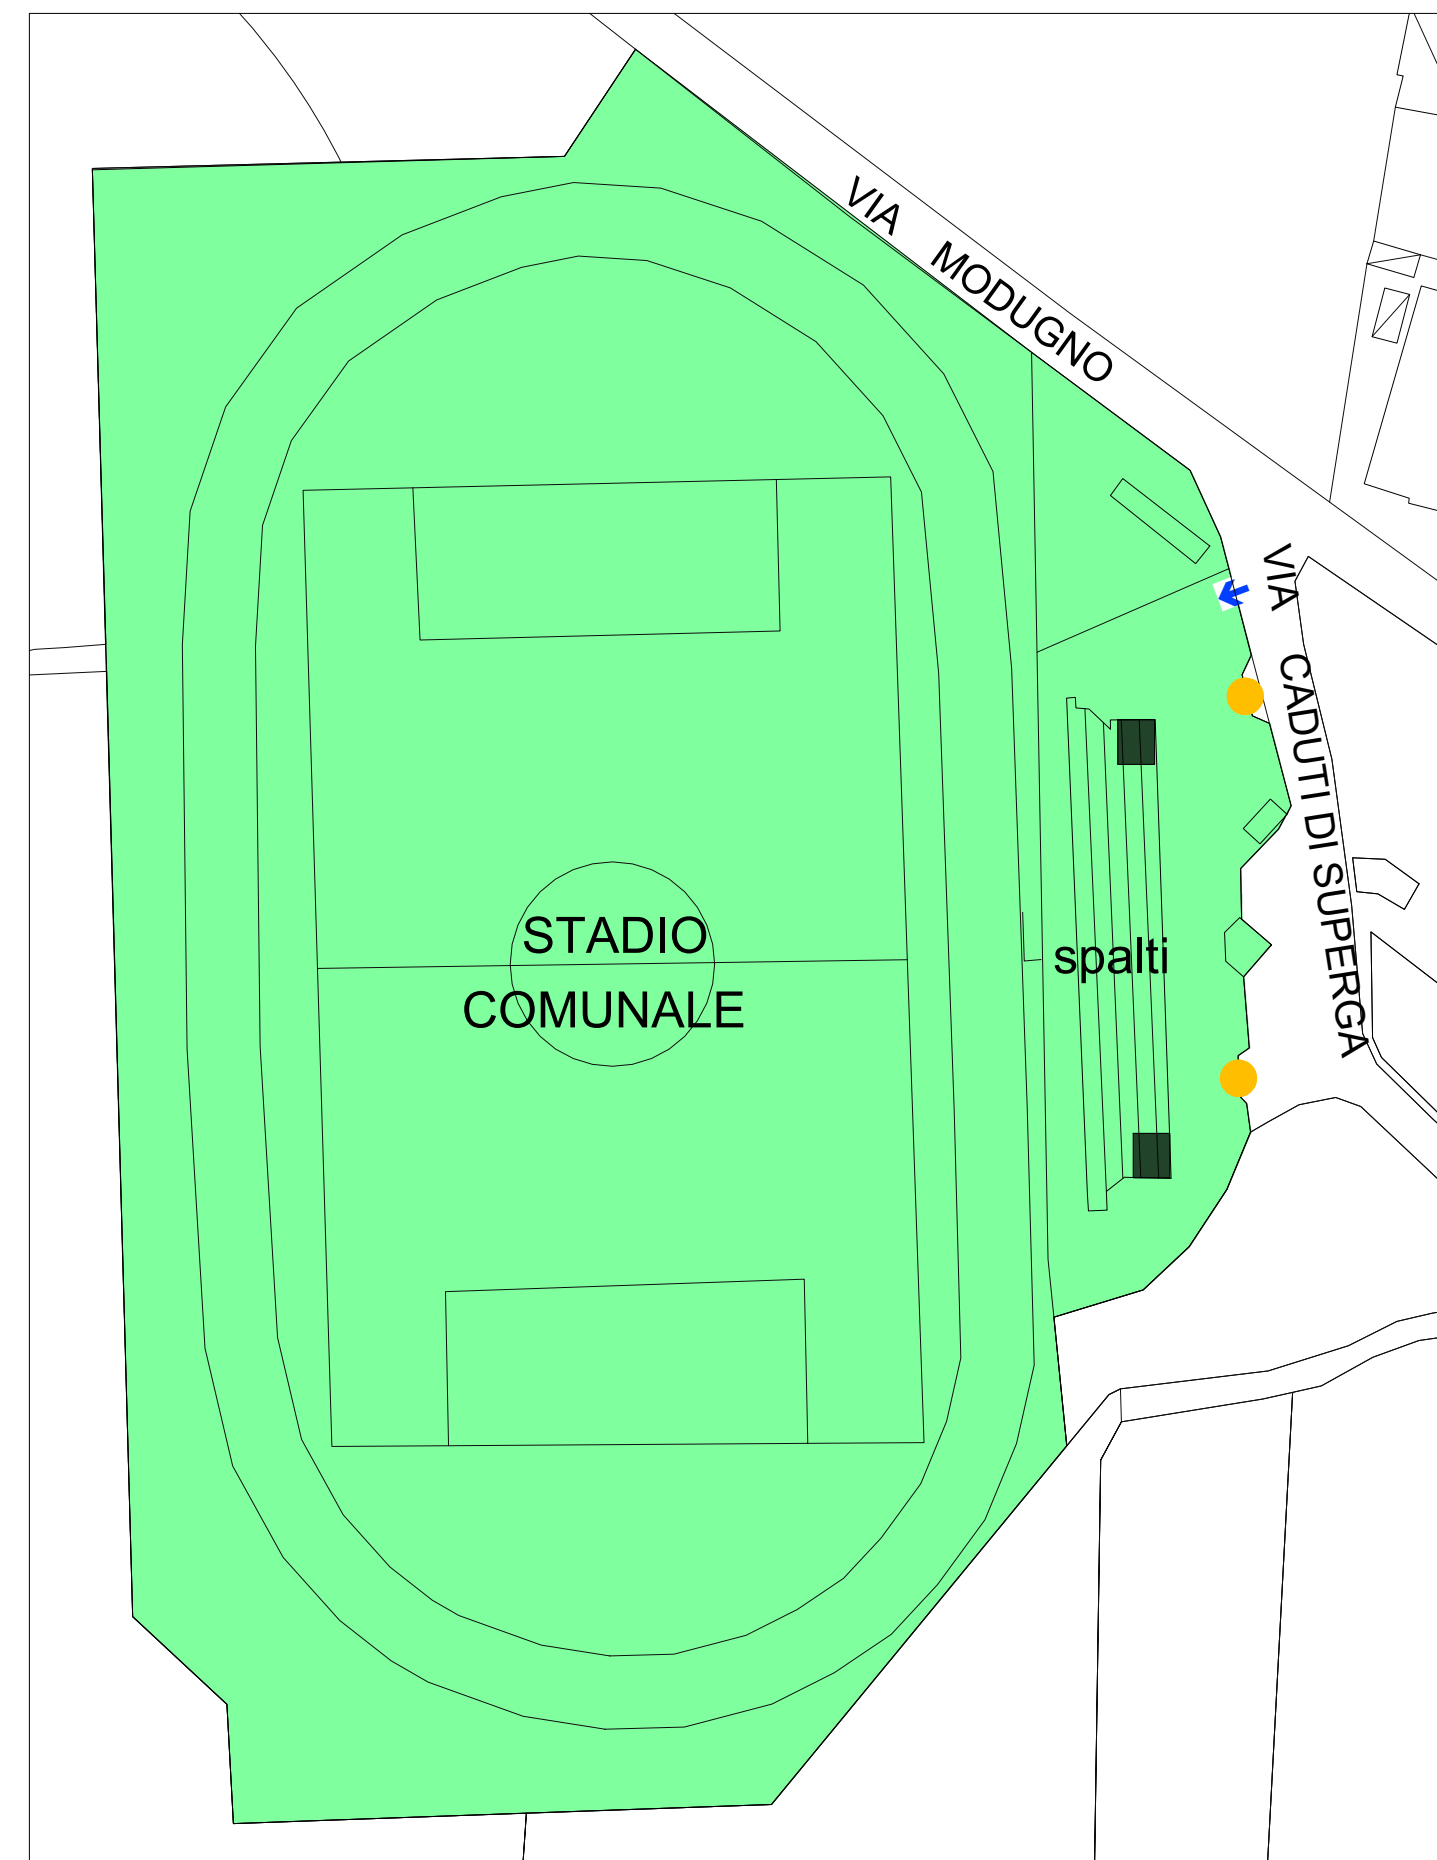 VIA MODUGNO
VIA CADUTI DI SUPERGA
STADIO
COMUNALE
spalti